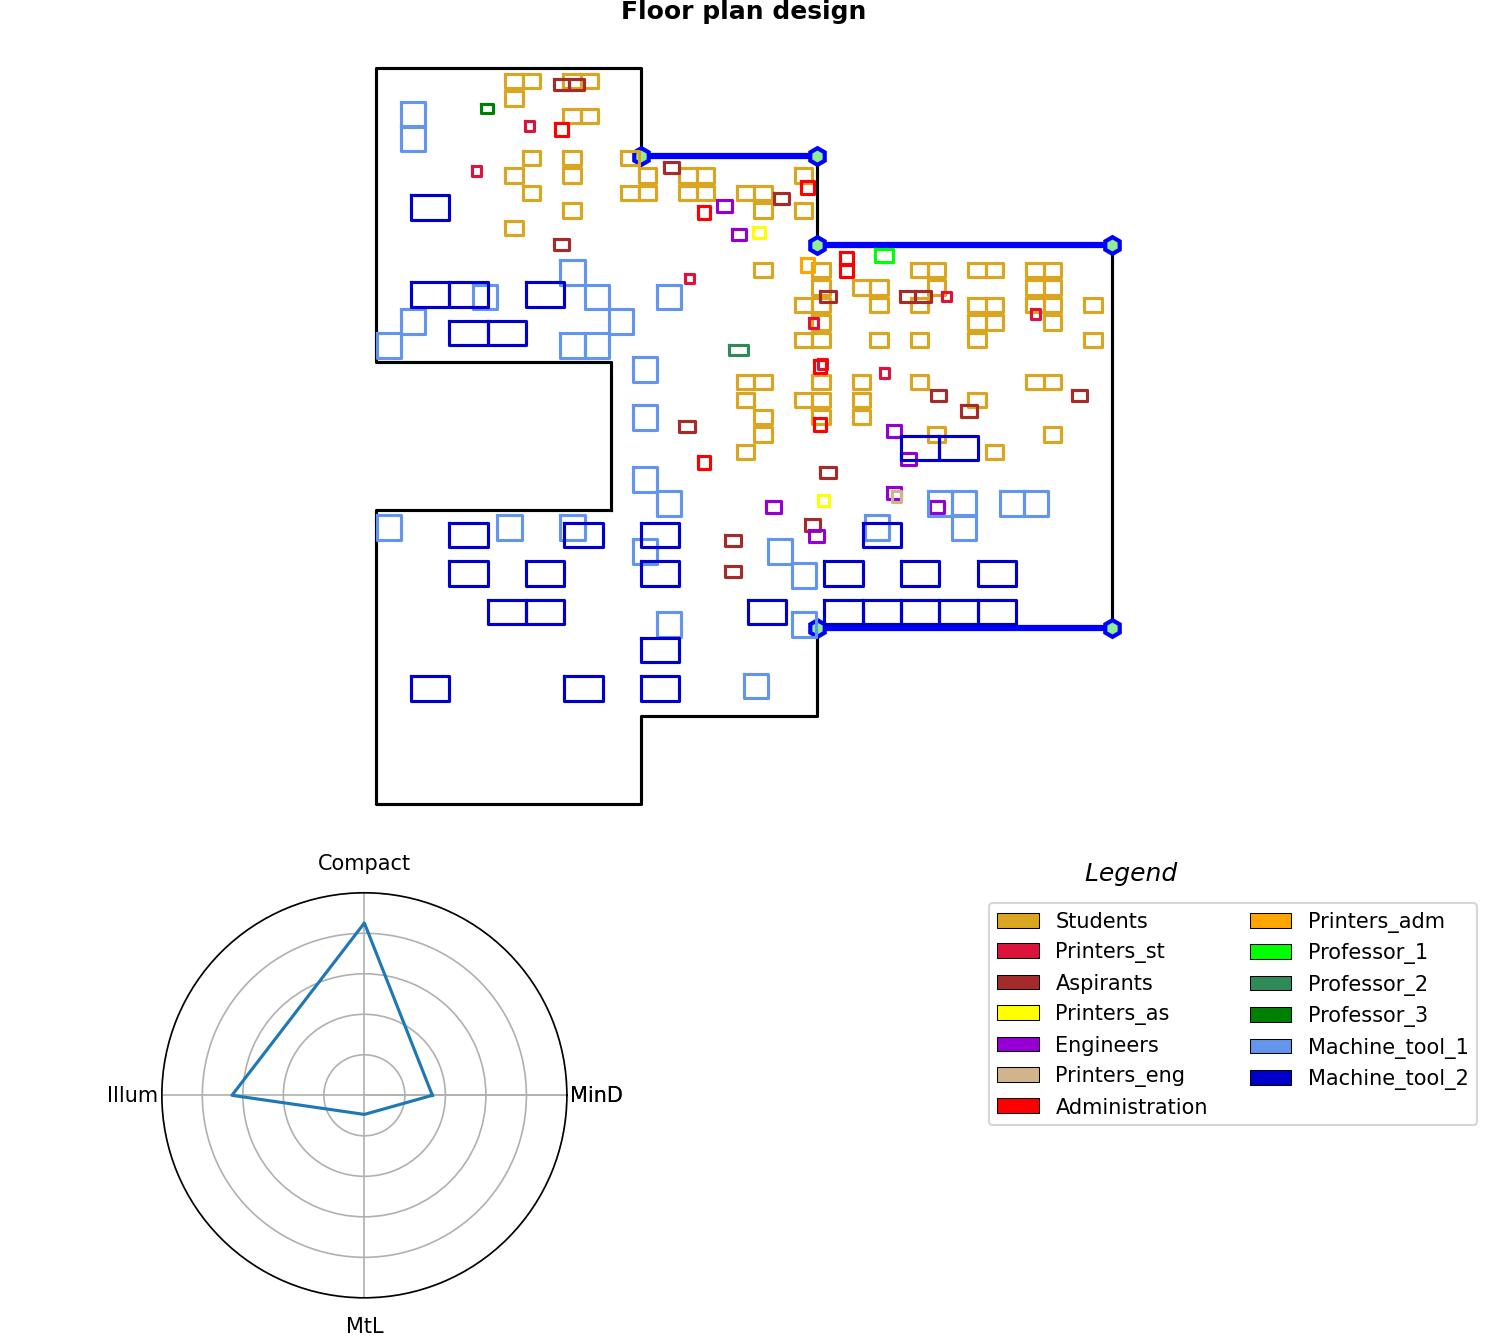 Floor plan design
Compact
Illum
MinD
MtL
Legend
Students
Printers_st
Aspirants
Printers_as
Engineers
Printers_eng
Administration
Printers_adm
Professor_1
Professor_2
Professor_3
Machine_tool_1
Machine_tool_2